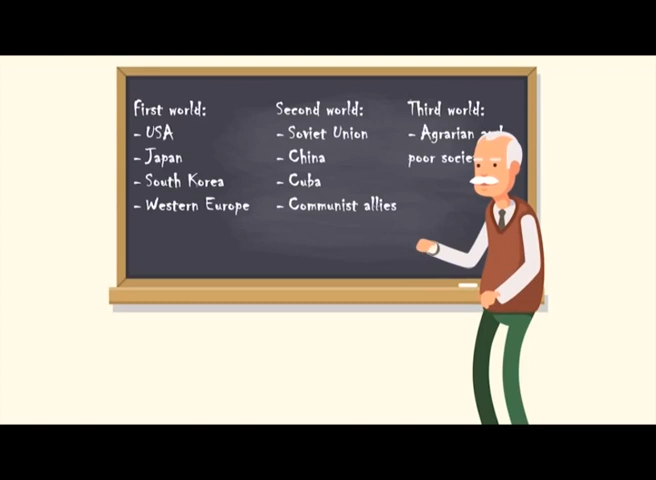 First world:
- USA
- Japan
- South Korea
- Western Europe
Second world:
- Soviet Union
- China
- Cuba
- Communist allies
Third world:
- Agrarian
poor